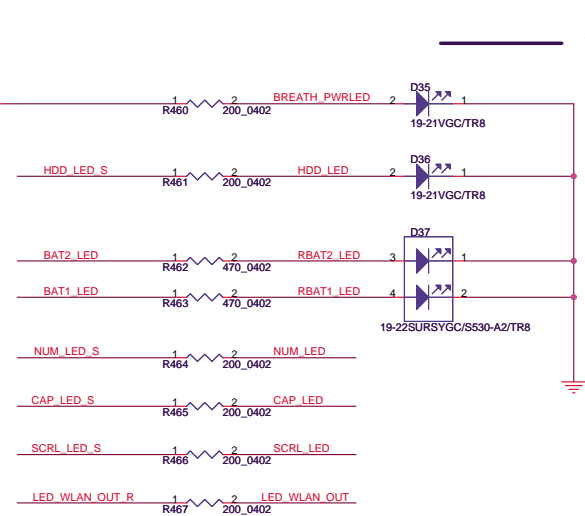 D35
1 2 BREATH_PWRLED 2 1
R460 200_0402
19-21VGC/TR8
D36
HDD_LED_S 1 2 HDD_LED 2 1
R461 200_0402
19-21VGC/TR8
D37
BAT2_LED 1 2 RBAT2_LED 3 1
R462 470_0402
BAT1_LED 1 2 RBAT1_LED 4 2
R463 470_0402
19-22SURSYGC/S530-A2/TR8
NUM_LED_S 1 2 NUM_LED
R464 200_0402
CAP_LED_S 1 2 CAP_LED
R465 200_0402
SCRL_LED_S 1 2 SCRL_LED
R466 200_0402
LED_WLAN_OUT_R 1 2 LED_WLAN_OUT
R467 200_0402